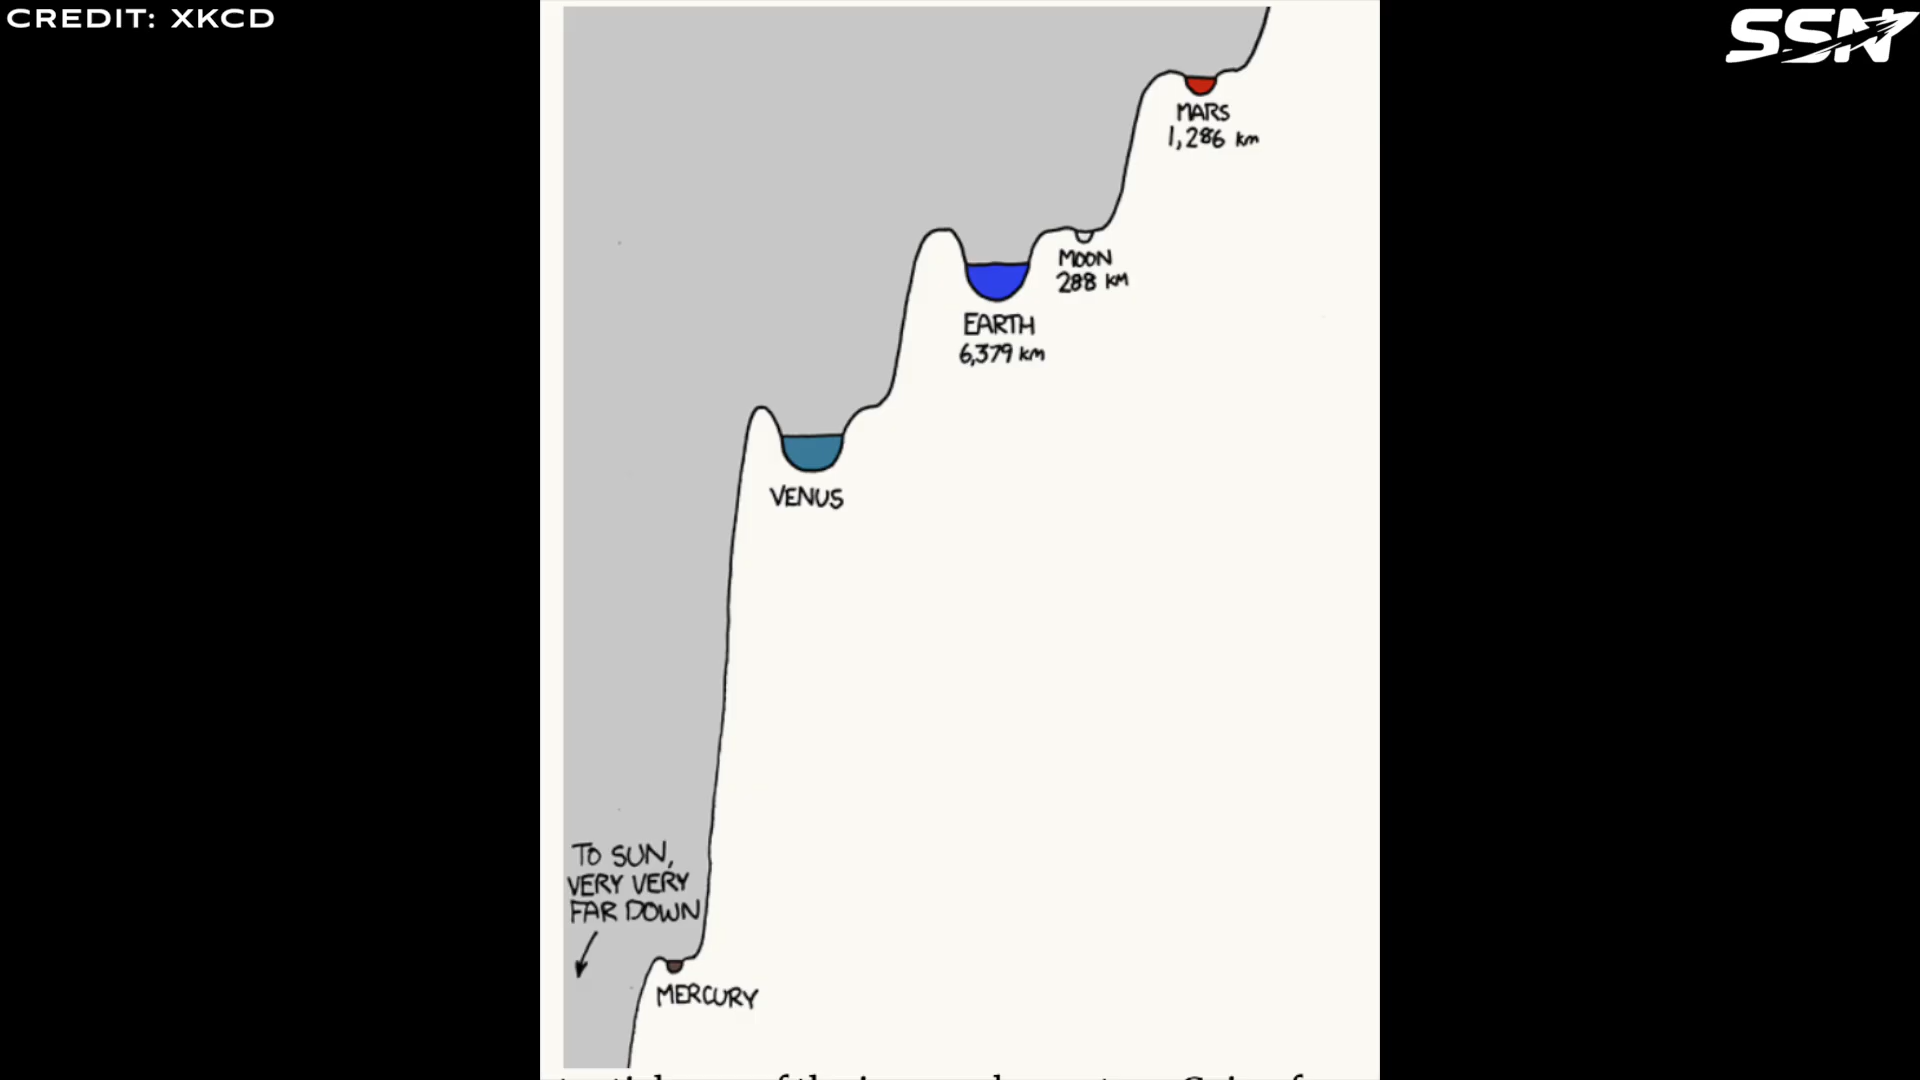 CREDIT: XKCD
SSN
MARS
1,286 km
MOON
288 KM
EARTH
6,379 km
VENUS
TO SUN,
VERY VERY
FAR DOWN
MERCURY